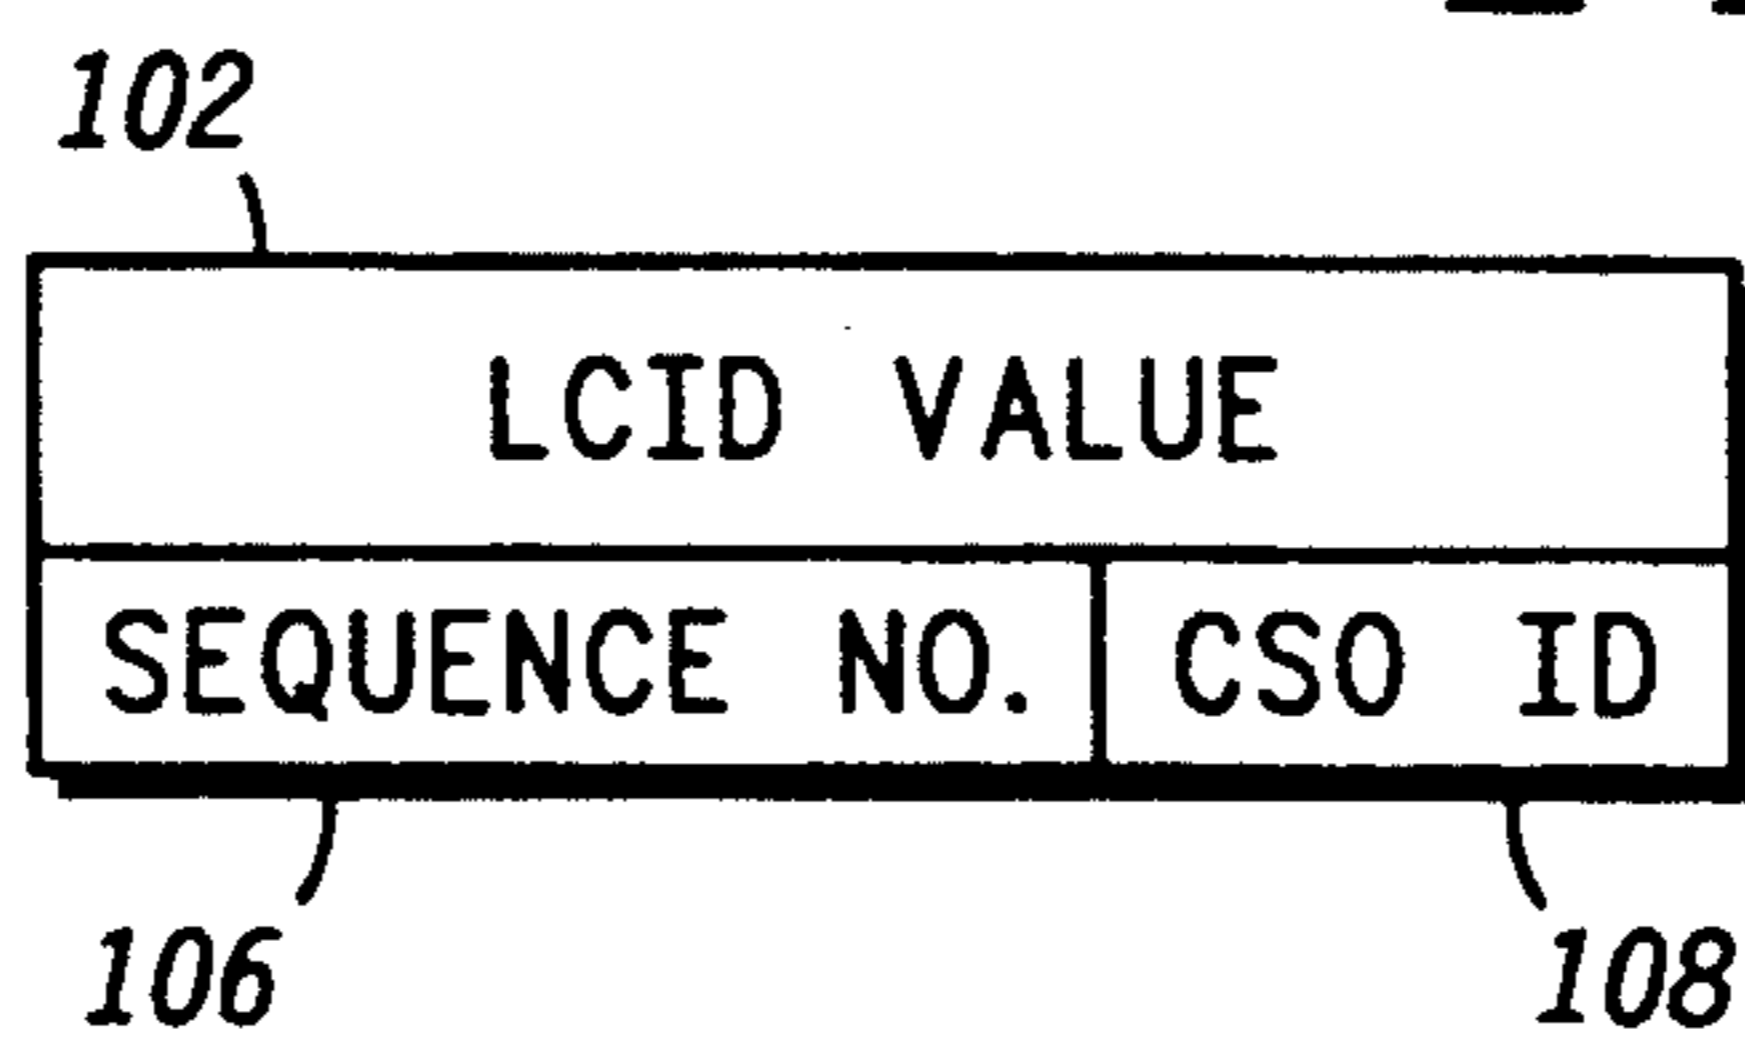 102
LCID VALUE
SEQUENCE NO. CSO ID
106 108